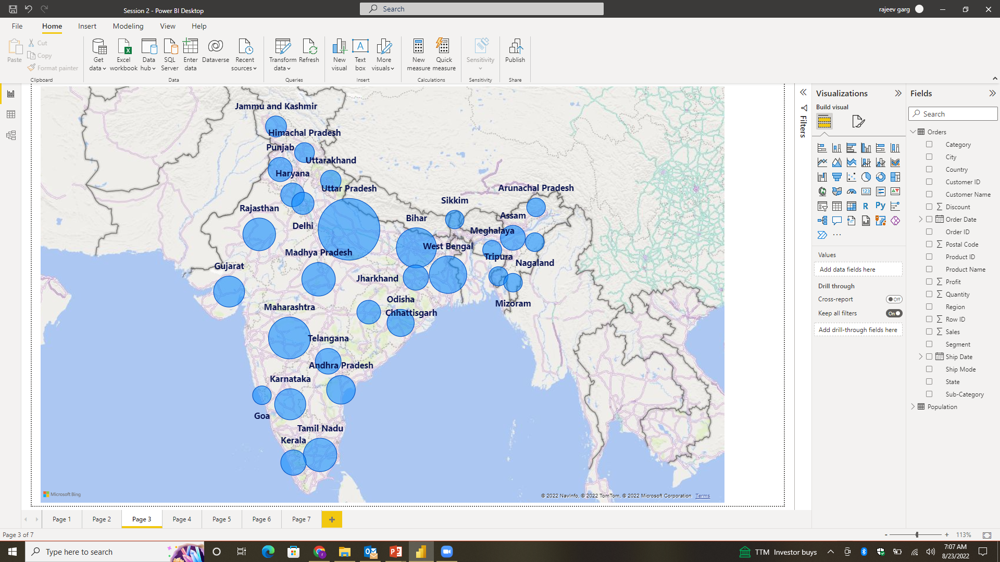 Session 2 - Power BI Desktop
Search
rajeev garg
File
Home
Insert
Modeling
View
Help
Paste
Cut
Copy
Format painter
Clipboard
Get data
Excel workbook
Data hub
SQL Server
Enter data
Dataverse
Recent sources
Data
Transform data
Refresh
Queries
New visual
Text box
More visuals
Insert
New measure
Quick measure
Calculations
Sensitivity
Sensitivity
Publish
Share
Jammu and Kashmir
Himachal Pradesh
Punjab
Uttarakhand
Haryana
Uttar Pradesh
Arunachal Pradesh
Sikkim
Rajasthan
Bihar
Assam
Delhi
Meghalaya
West Bengal
Madhya Pradesh
Tripura
Nagaland
Gujarat
Jharkhand
Odisha
Mizoram
Maharashtra
Chhattisgarh
Telangana
Andhra Pradesh
Karnataka
Goa
Tamil Nadu
Kerala
Microsoft Bing
© 2022 NavInfo, © 2022 TomTom, © 2022 Microsoft Corporation Terms
Filters
Visualizations
Build visual
123
R
Py
Values
Add data fields here
Drill through
Cross-report
Off
Keep all filters
On
Add drill-through fields here
Fields
Search
Orders
Category
City
Country
Customer ID
Customer Name
Discount
Order Date
Order ID
Postal Code
Product ID
Product Name
Profit
Quantity
Region
Row ID
Sales
Segment
Ship Date
Ship Mode
State
Sub-Category
Population
Page 1
Page 2
Page 3
Page 4
Page 5
Page 6
Page 7
Page 3 of 7
113%
Type here to search
TTM Investor buys
7:07 AM
8/23/2022